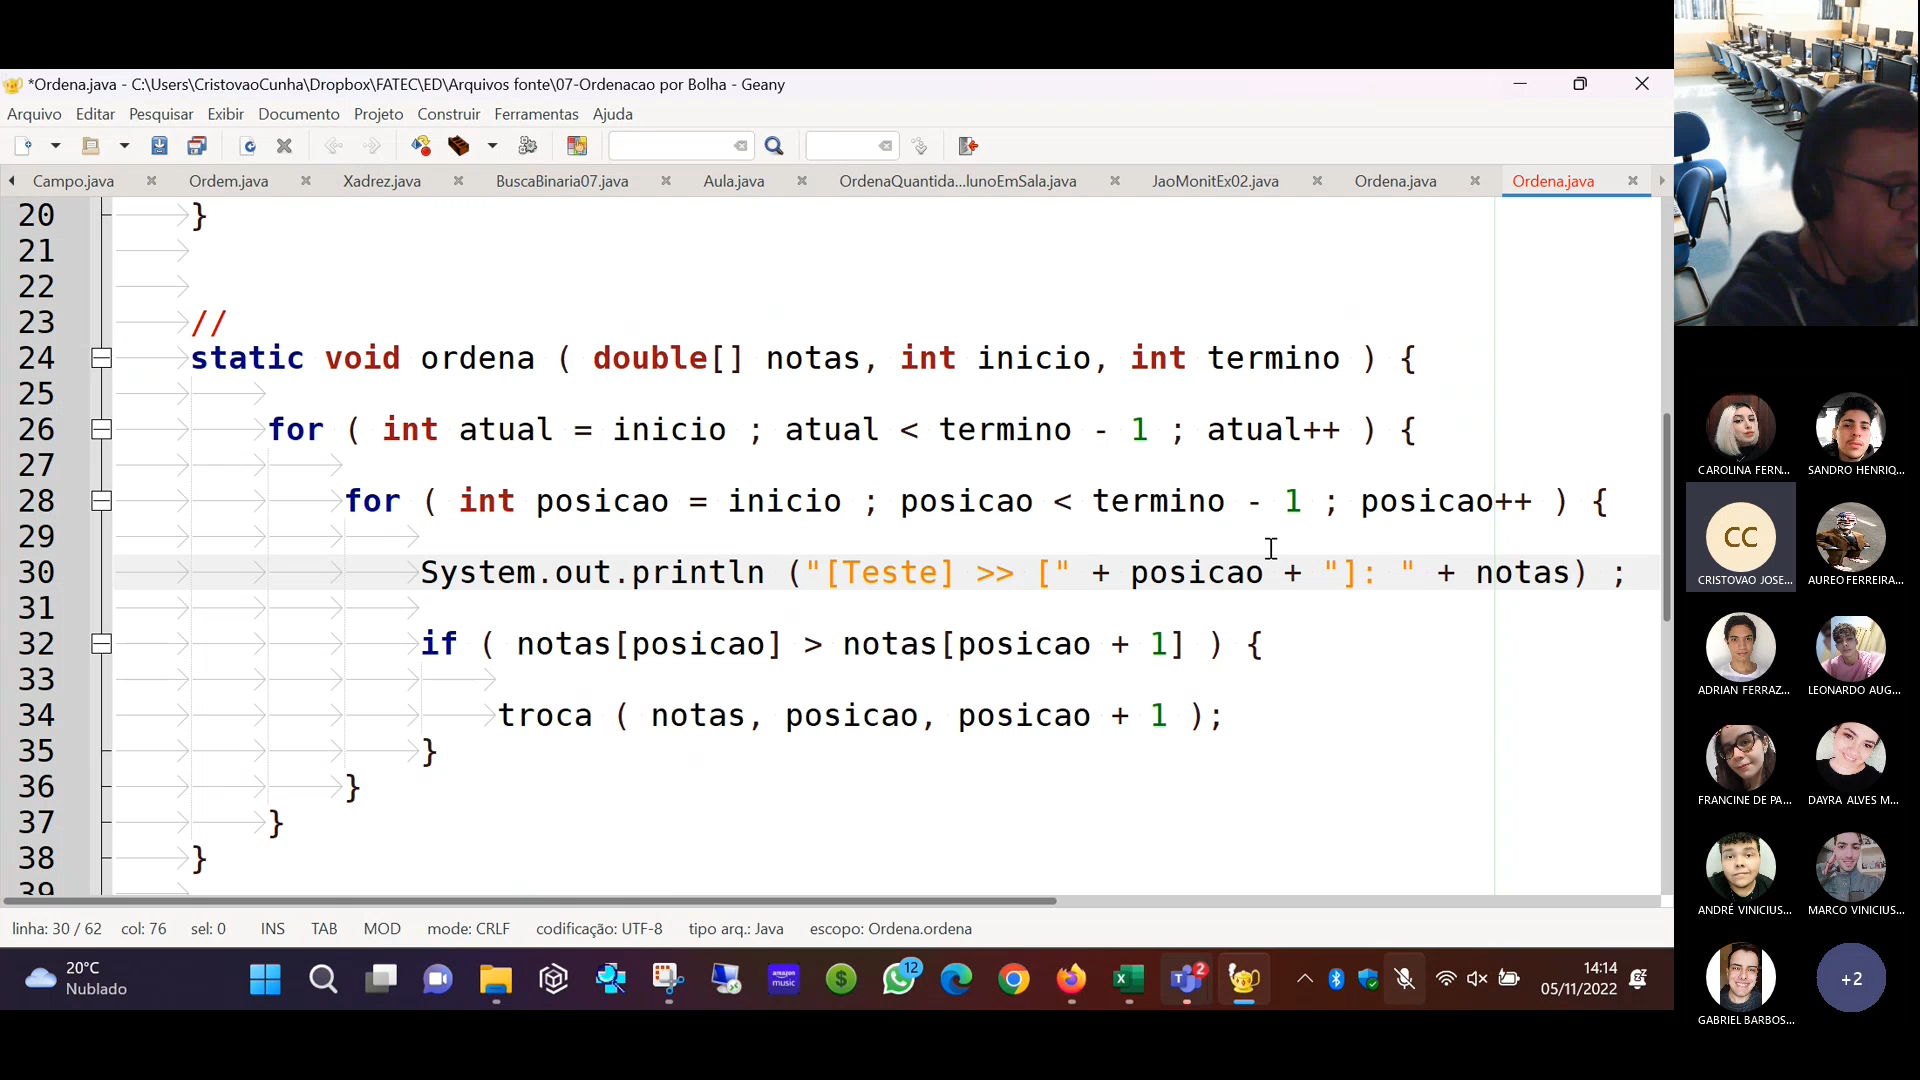 *Ordena.java - C:\Users\CristovaoCunha\Dropbox\FATEC\ED\Arquivos fonte\07-Ordenacao por Bolha - Geany
Arquivo Editar Pesquisar Exibir Documento Projeto Construir Ferramentas Ajuda
Campo.java Ordem.java Xadrez.java BuscaBinaria07.java Aula.java OrdenaQuantida...lunoEmSala.java JaoMonitEx02.java Ordena.java Ordena.java
20 }
21
22
23 //
24 static void ordena ( double[] notas, int inicio, int termino ) {
25
26 for ( int atual = inicio ; atual < termino - 1 ; atual++ ) {
27
28 for ( int posicao = inicio ; posicao < termino - 1 ; posicao++ ) {
29
30 System.out.println ("[Teste] >> [" + posicao + "]: " + notas) ;
31
32 if ( notas[posicao] > notas[posicao + 1] ) {
33
34 troca ( notas, posicao, posicao + 1 );
35 }
36 }
37 }
38 }
39
linha: 30 / 62 col: 76 sel: 0 INS TAB MOD mode: CRLF codificação: UTF-8 tipo arq.: Java escopo: Ordena.ordena
20°C
Nublado
amazon
music
12
2
14:14
05/11/2022
CAROLINA FERN... SANDRO HENRIQ...
CC
CRISTOVAO JOSE... AUREO FERREIRA...
ADRIAN FERRAZ... LEONARDO AUG...
FRANCINE DE PA... DAYRA ALVES M...
ANDRÉ VINICIUS... MARCO VINICIUS...
+2
GABRIEL BARBOS...